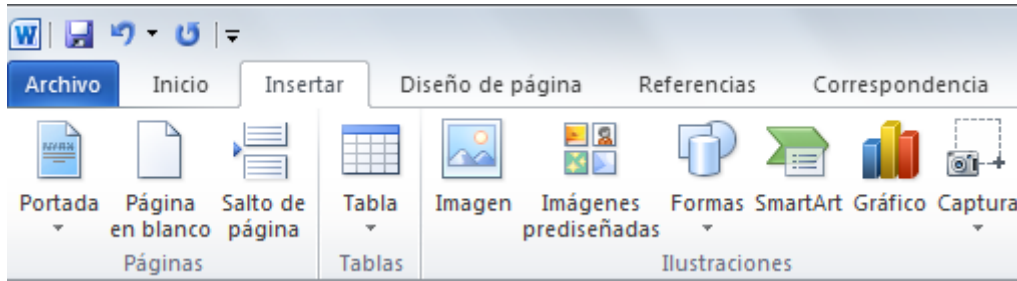 W
Archivo Inicio Insertar Diseño de página Referencias Correspondencia
Portada Página en blanco Salto de página Tabla Imagen Imágenes prediseñadas Formas SmartArt Gráfico Captura
Páginas Tablas Ilustraciones